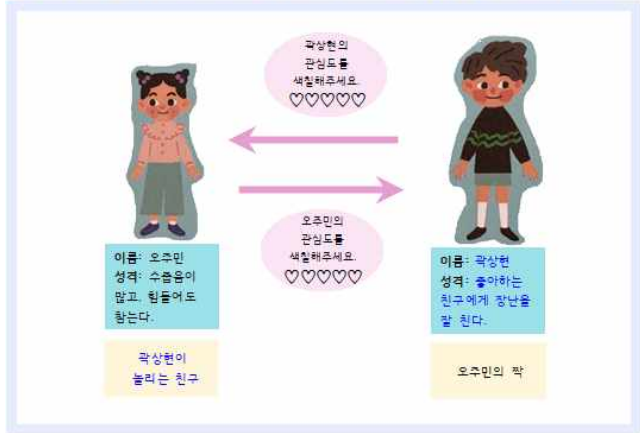 곽상현의
관심도를
색칠해주세요.
♡♡♡♡♡
오주민의
관심도를
색칠해주세요.
♡♡♡♡♡
이름: 오주민
성격: 수줍음이
많고, 힘들어도
참는다.
곽상현이
놀리는 친구
이름: 곽상현
성격: 좋아하는
친구에게 장난을
잘 친다.
오주민의 짝